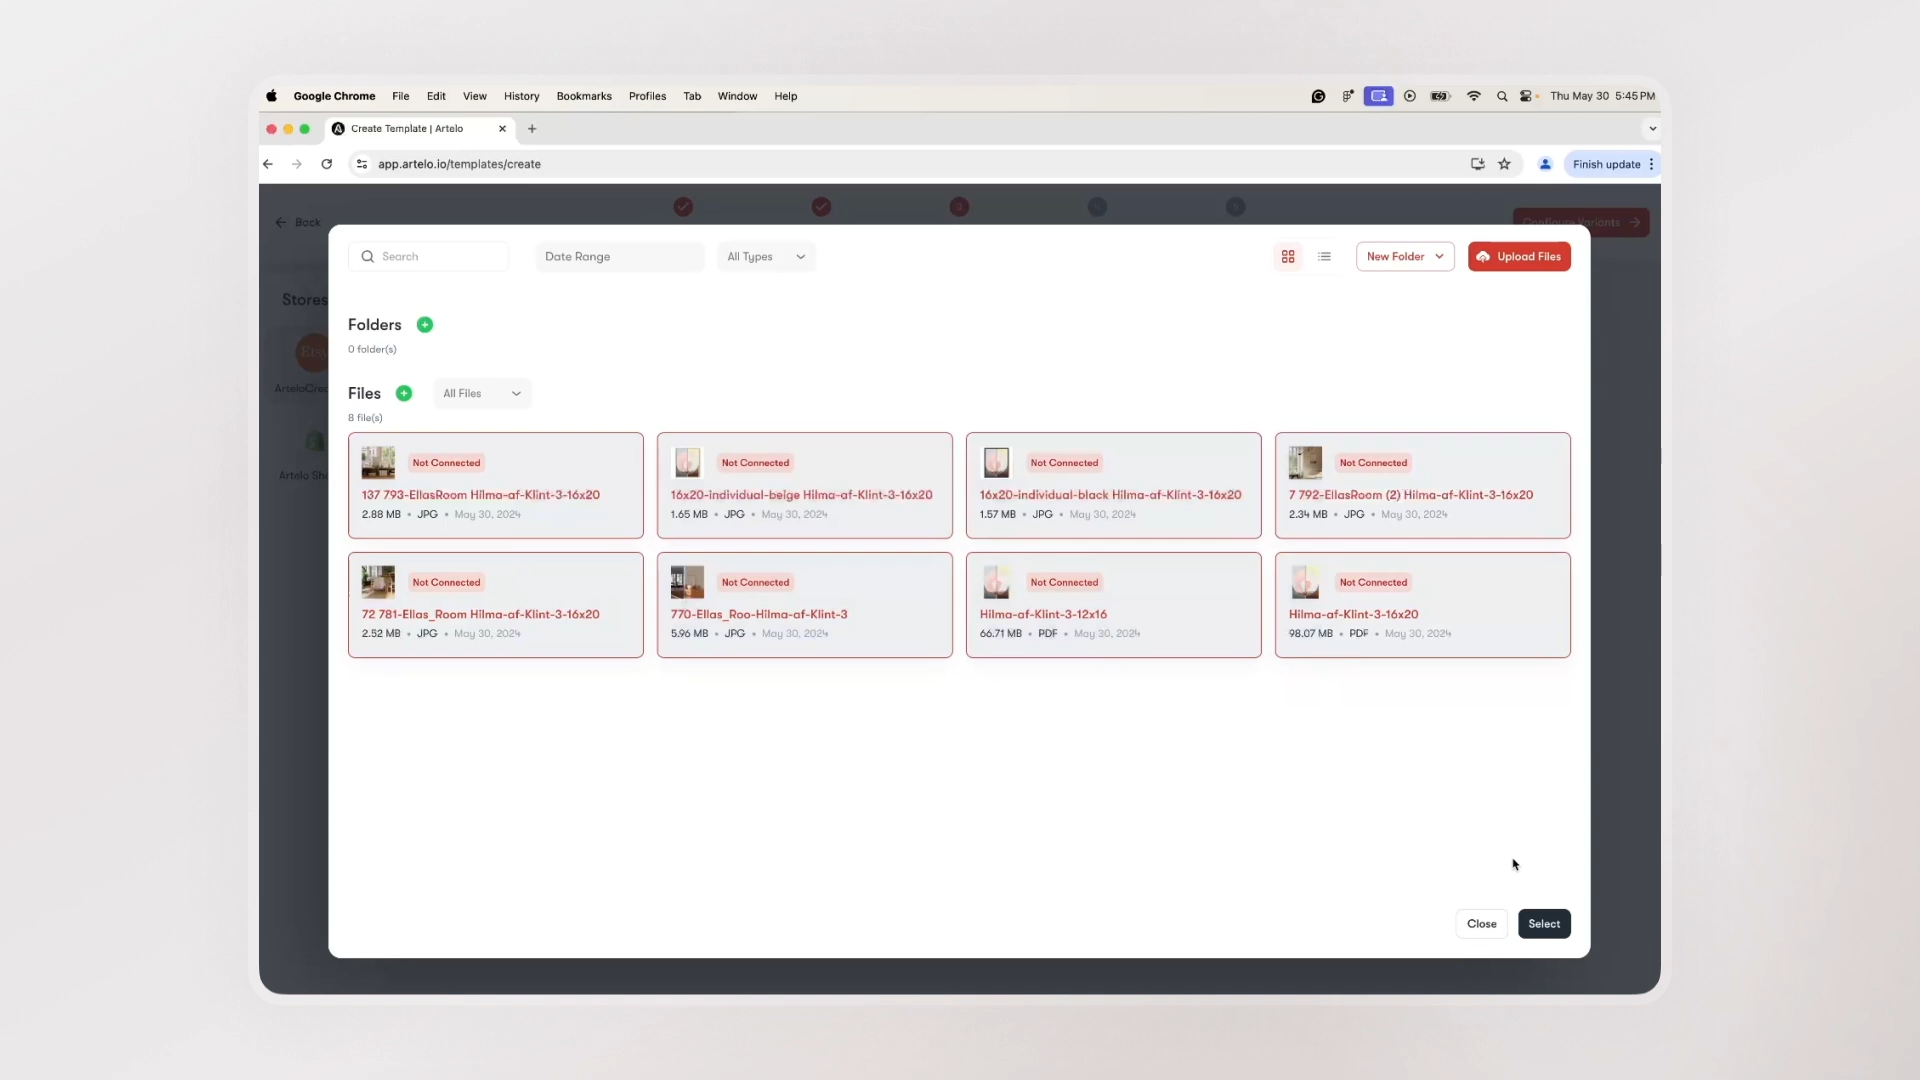 Google Chrome File Edit View History Bookmarks Profiles Tab Window Help Thu May 30 5:45 PM
Create Template | Artelo
app.artelo.io/templates/create Finish update
Back 3 Configure Variants
Search Date Range All Types New Folder Upload Files
Stores
Folders
0 folder(s)
Files All Files
8 file(s)
Not Connected
137 793-EllasRoom Hilma-af-Klint-3-16x20
2.88 MB • JPG • May 30, 2024
Not Connected
16x20-individual-beige Hilma-af-Klint-3-16x20
1.65 MB • JPG • May 30, 2024
Not Connected
16x20-individual-black Hilma-af-Klint-3-16x20
1.57 MB • JPG • May 30, 2024
Not Connected
7 792-EllasRoom (2) Hilma-af-Klint-3-16x20
2.34 MB • JPG • May 30, 2024
Not Connected
72 781-Ellas_Room Hilma-af-Klint-3-16x20
2.52 MB • JPG • May 30, 2024
Not Connected
770-Ellas_Roo-Hilma-af-Klint-3
5.96 MB • JPG • May 30, 2024
Not Connected
Hilma-af-Klint-3-12x16
66.71 MB • PDF • May 30, 2024
Not Connected
Hilma-af-Klint-3-16x20
98.07 MB • PDF • May 30, 2024
Close Select